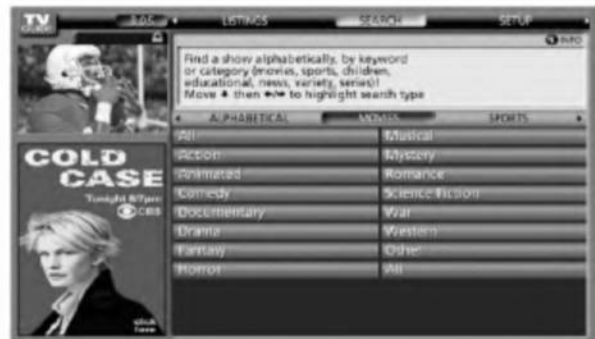 TV
GUIDE
LISTINGS
SEARCH
SETUP
INFO
Find a show alphabetically, by keyword
or category (movies, sports, children,
educational, news, variety, series)!
Move ↓ then ←/→ to highlight search type
ALPHABETICAL
MOVIES
SPORTS
All
Musical
Action
Mystery
Animated
Romance
Comedy
Science Fiction
Documentary
War
Drama
Western
Fantasy
Other
Horror
All
COLD
CASE
Tonight 8/7pm
CBS
click
here